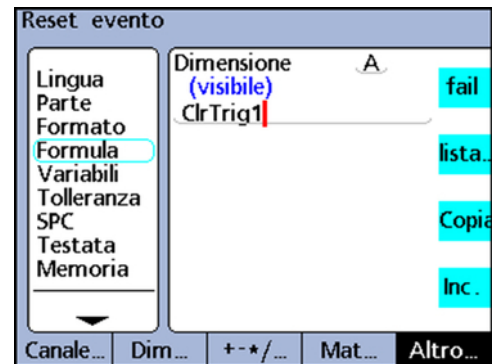 Reset evento
Lingua
Parte
Formato
Formula
Variabili
Tolleranza
SPC
Testata
Memoria
Dimensione A
(visibile)
ClrTrig1
fail
lista..
Copia
Inc.
Canale... Dim... +-*/... Mat... Altro...